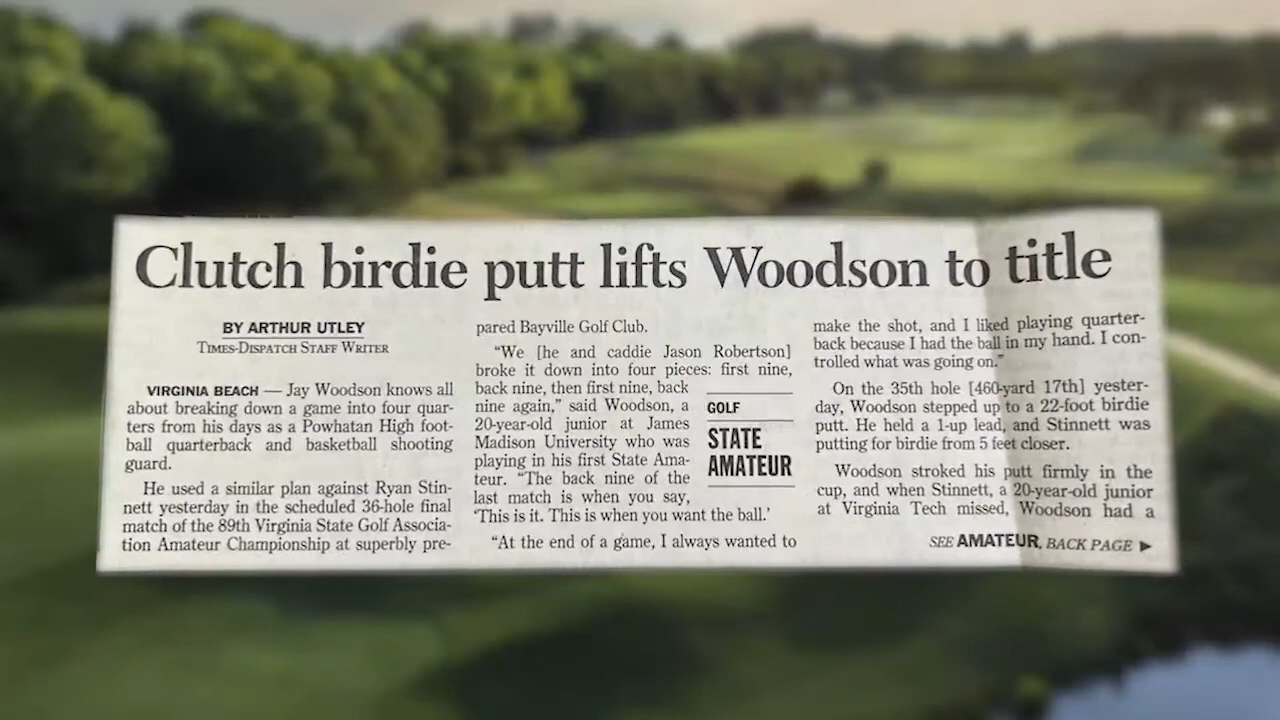 Clutch birdie putt lifts Woodson to title
BY ARTHUR UTLEY
TIMES-DISPATCH STAFF WRITER
VIRGINIA BEACH — Jay Woodson knows all
about breaking down a game into four quar-
ters from his days as a Powhatan High foot-
ball quarterback and basketball shooting
guard.
He used a similar plan against Ryan Stin-
nett yesterday in the scheduled 36-hole final
match of the 89th Virginia State Golf Associa-
tion Amateur Championship at superbly pre-
pared Bayville Golf Club.
“We [he and caddie Jason Robertson]
broke it down into four pieces: first nine,
back nine, then first nine, back
nine again,” said Woodson, a
20-year-old junior at James
Madison University who was
playing in his first State Ama-
teur. “The back nine of the
last match is when you say,
‘This is it. This is when you want the ball.’
“At the end of a game, I always wanted to
GOLF
STATE
AMATEUR
make the shot, and I liked playing quarter-
back because I had the ball in my hand. I con-
trolled what was going on.”
On the 35th hole [460-yard 17th] yester-
day, Woodson stepped up to a 22-foot birdie
putt. He held a 1-up lead, and Stinnett was
putting for birdie from 5 feet closer.
Woodson stroked his putt firmly in the
cup, and when Stinnett, a 20-year-old junior
at Virginia Tech missed, Woodson had a
SEE AMATEUR, BACK PAGE ►